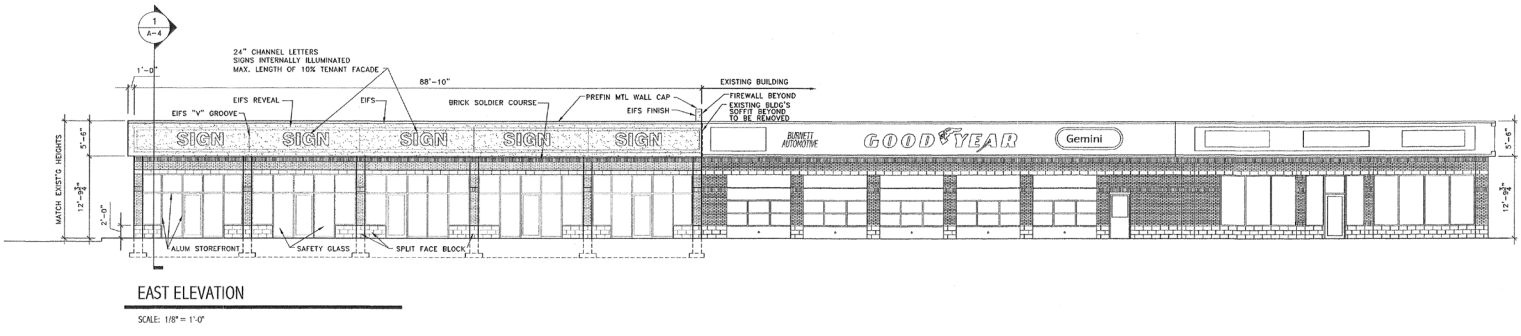 1
A-4
24" CHANNEL LETTERS
SIGNS INTERNALLY ILLUMINATED
MAX. LENGTH OF 10% TENANT FACADE
1'-0"
88'-10"
EXISTING BUILDING
PREFIN MTL WALL CAP
FIREWALL BEYOND
EIFS REVEAL
EIFS
BRICK SOLDIER COURSE
EIFS FINISH
EXISTING BLDG'S
SOFFIT BEYOND
TO BE REMOVED
EIFS "V" GROOVE
SIGN
SIGN
SIGN
SIGN
SIGN
BURNETT
AUTOMOTIVE
GOOD YEAR
Gemini
MATCH EXIST'G HEIGHTS
5'-6"
12'-9 3/4"
2'-0"
5'-6"
12'-9 3/4"
ALUM STOREFRONT
SAFETY GLASS
SPLIT FACE BLOCK
EAST ELEVATION
SCALE: 1/8" = 1'-0"